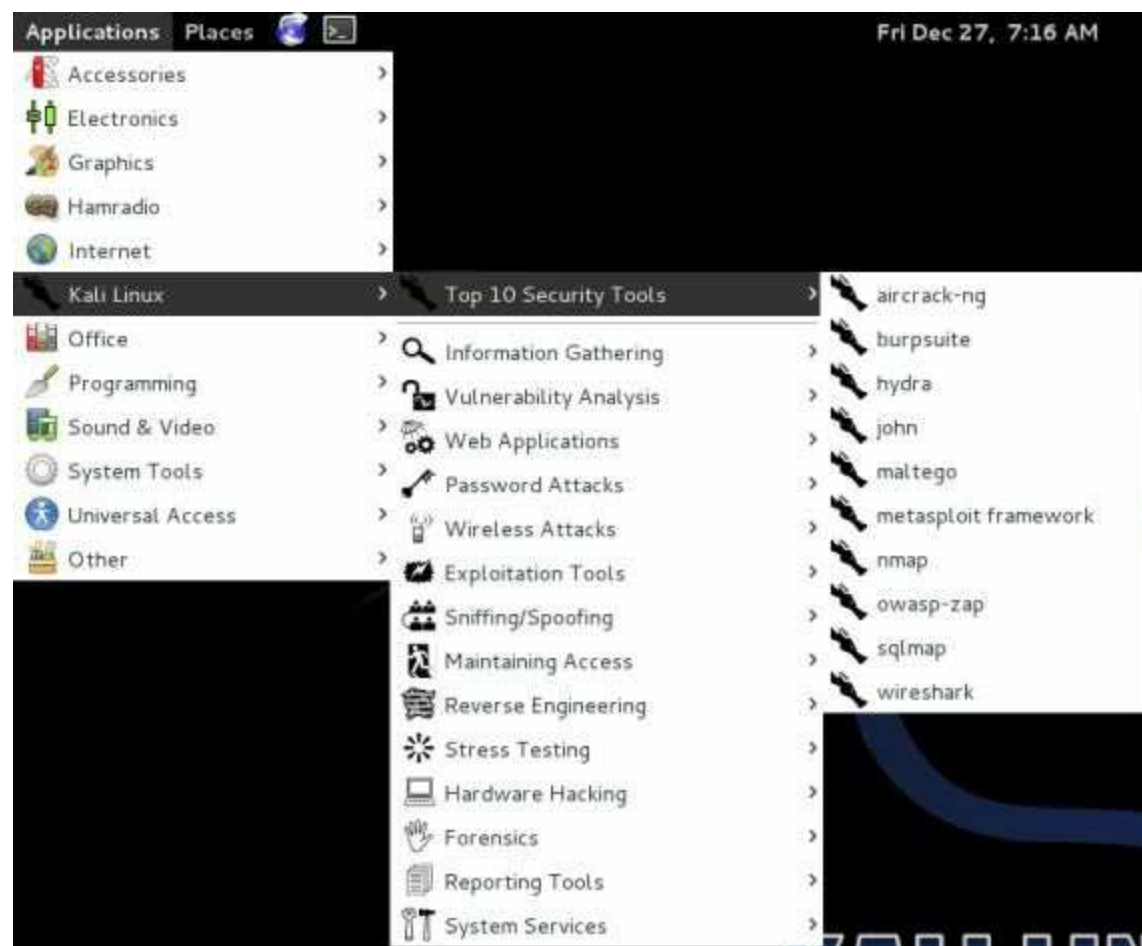 Applications Places Fri Dec 27, 7:16 AM
Accessories
Electronics
Graphics
Hamradio
Internet
Kali Linux
Office
Programming
Sound & Video
System Tools
Universal Access
Other
Top 10 Security Tools
Information Gathering
Vulnerability Analysis
Web Applications
Password Attacks
Wireless Attacks
Exploitation Tools
Sniffing/Spoofing
Maintaining Access
Reverse Engineering
Stress Testing
Hardware Hacking
Forensics
Reporting Tools
System Services
aircrack-ng
burpsuite
hydra
john
maltego
metasploit framework
nmap
owasp-zap
sqlmap
wireshark